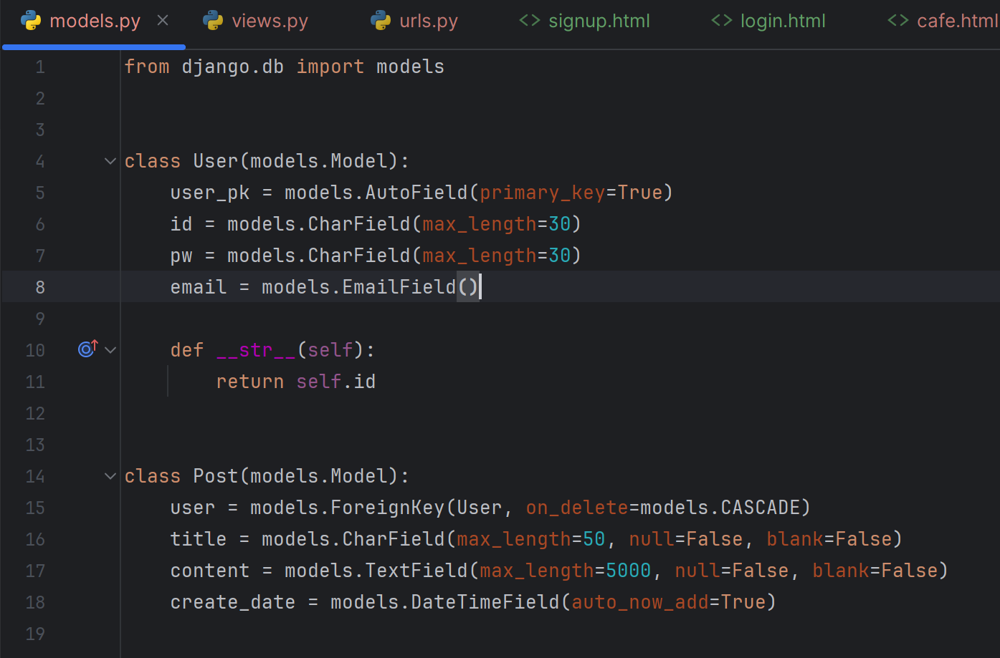 models.py views.py urls.py <> signup.html <> login.html <> cafe.html
1 from django.db import models
2
3
4 class User(models.Model):
5     user_pk = models.AutoField(primary_key=True)
6     id = models.CharField(max_length=30)
7     pw = models.CharField(max_length=30)
8     email = models.EmailField()
9
10     def __str__(self):
11         return self.id
12
13
14 class Post(models.Model):
15     user = models.ForeignKey(User, on_delete=models.CASCADE)
16     title = models.CharField(max_length=50, null=False, blank=False)
17     content = models.TextField(max_length=5000, null=False, blank=False)
18     create_date = models.DateTimeField(auto_now_add=True)
19